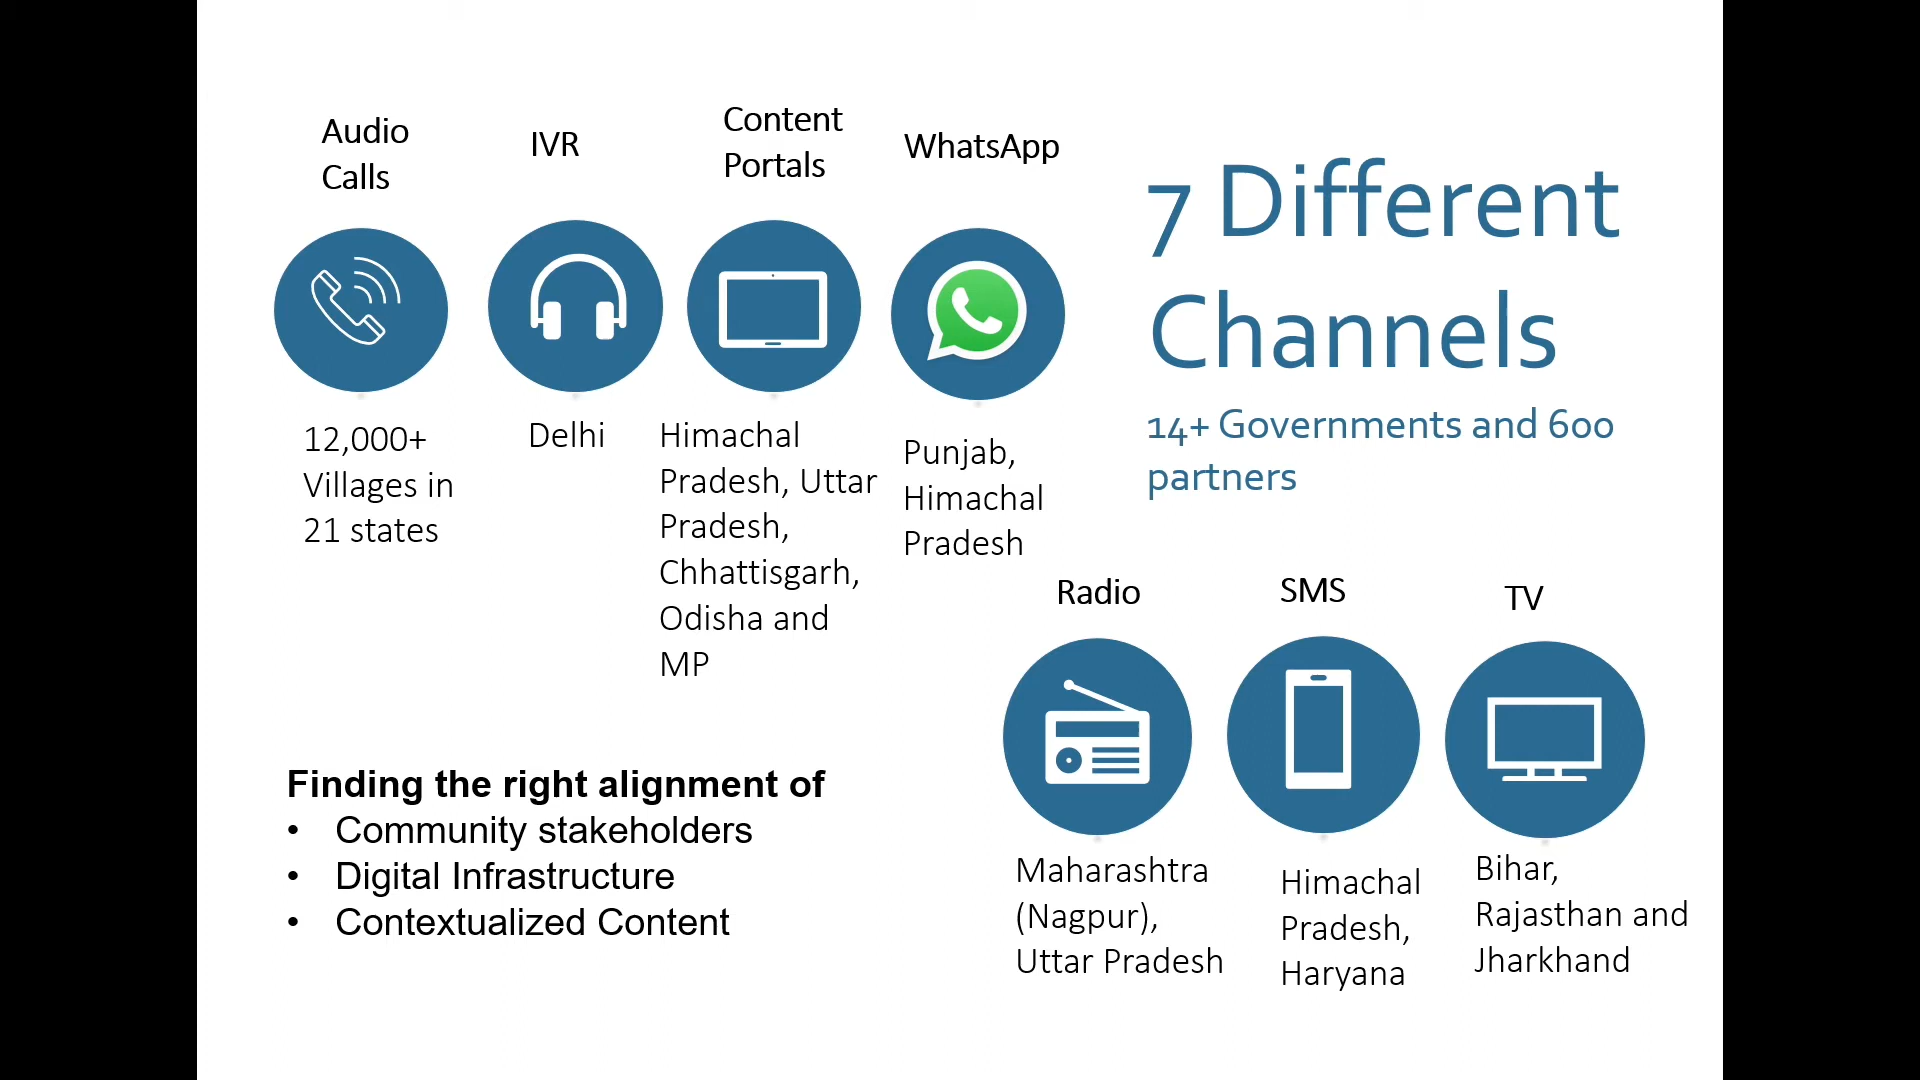 Audio
Calls
IVR
Content
Portals
WhatsApp
12,000+
Villages in
21 states
Delhi
Himachal
Pradesh, Uttar
Pradesh,
Chhattisgarh,
Odisha and
MP
Punjab,
Himachal
Pradesh
7 Different
Channels
14+ Governments and 600
partners
Radio
SMS
TV
Maharashtra
(Nagpur),
Uttar Pradesh
Himachal
Pradesh,
Haryana
Bihar,
Rajasthan and
Jharkhand
Finding the right alignment of
• Community stakeholders
• Digital Infrastructure
• Contextualized Content